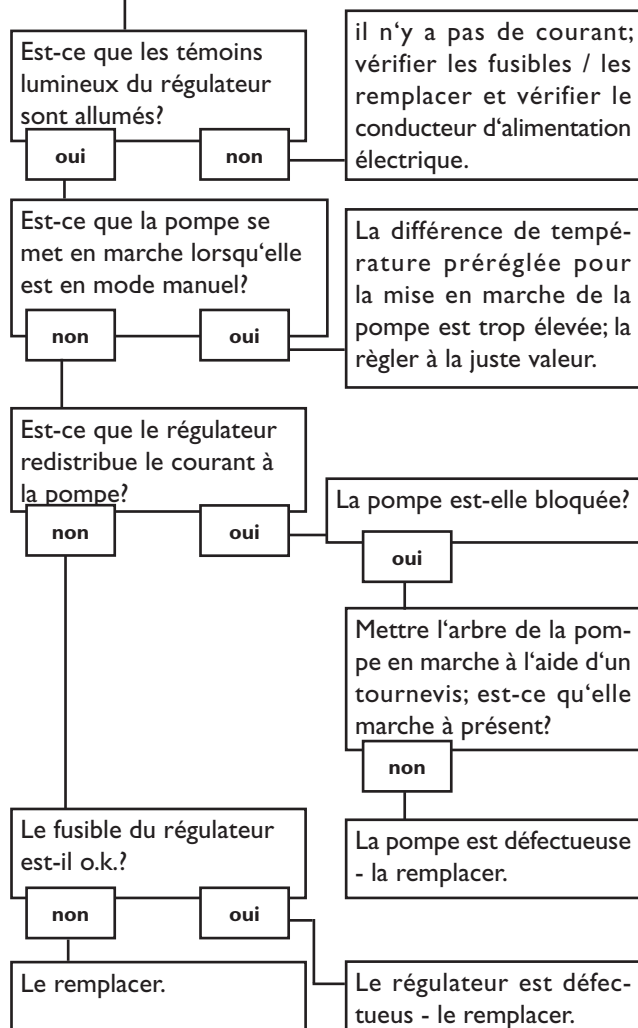 Est-ce que les témoins
lumineux du régulateur
sont allumés?
oui
non
il n‘y a pas de courant;
vérifier les fusibles / les
remplacer et vérifier le
conducteur d‘alimentation
électrique.
Est-ce que la pompe se
met en marche lorsqu‘elle
est en mode manuel?
non
oui
La différence de tempé-
rature préréglée pour
la mise en marche de la
pompe est trop élevée; la
règler à la juste valeur.
Est-ce que le régulateur
redistribue le courant à
la pompe?
non
oui
La pompe est-elle bloquée?
oui
Mettre l‘arbre de la pom-
pe en marche à l‘aide d‘un
tournevis; est-ce qu‘elle
marche à présent?
non
La pompe est défectueuse
- la remplacer.
Le fusible du régulateur
est-il o.k.?
non
oui
Le remplacer.
Le régulateur est défec-
tueus - le remplacer.